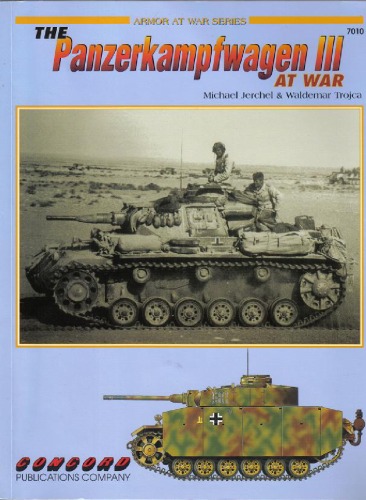 ARMOR AT WAR SERIES
7010
THE Panzerkampfwagen III
AT WAR
Michael Jerchel & Waldemar Trojca
CONCORD
PUBLICATIONS COMPANY